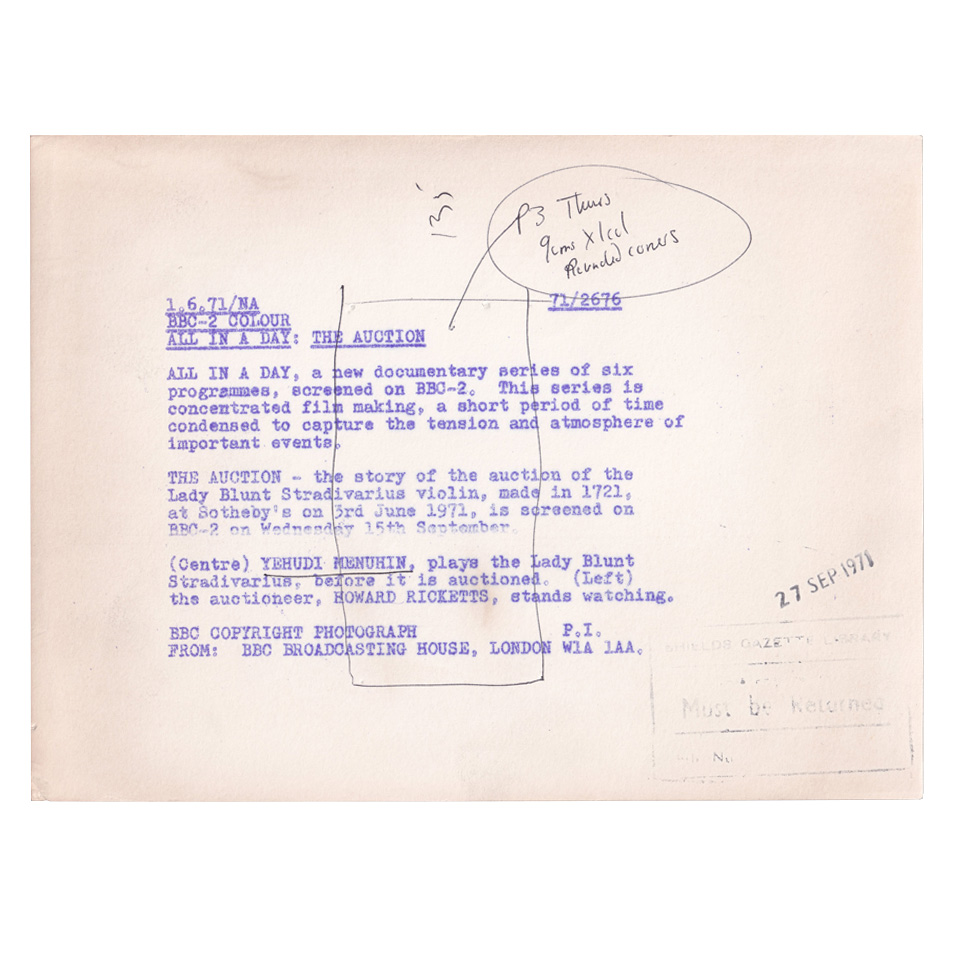 P3 Thurs
9cms X 1col
Rounded corners
1.6.71/NA 71/2676
BBC-2 COLOUR
ALL IN A DAY: THE AUCTION
ALL IN A DAY, a new documentary series of six
programmes, screened on BBC-2. This series is
concentrated film making, a short period of time
condensed to capture the tension and atmosphere of
important events.
THE AUCTION - the story of the auction of the
Lady Blunt Stradivarius violin, made in 1721,
at Sotheby's on 3rd June 1971, is screened on
BBC-2 on Wednesday 15th September.
(Centre) YEHUDI MENUHIN, plays the Lady Blunt
Stradivarius, before it is auctioned. (Left)
the auctioneer, HOWARD RICKETTS, stands watching.
BBC COPYRIGHT PHOTOGRAPH P.I.
FROM: BBC BROADCASTING HOUSE, LONDON W1A 1AA.
27 SEP 1971
SHIELDS GAZETTE LIBRARY
Must be Returned
No